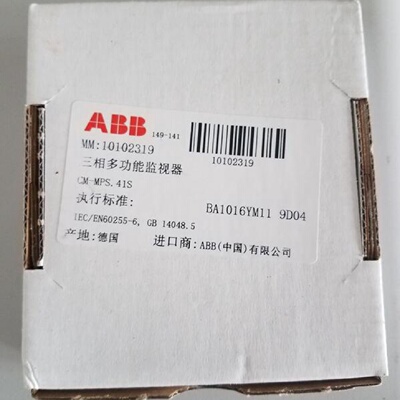 ABB 149-141
MM:10102319
10102319
三相多功能监视器
CM-MPS.41S
执行标准: BA1016YM11 9D04
IEC/EN60255-6, GB 14048.5
产地:德国 进口商:ABB(中国)有限公司